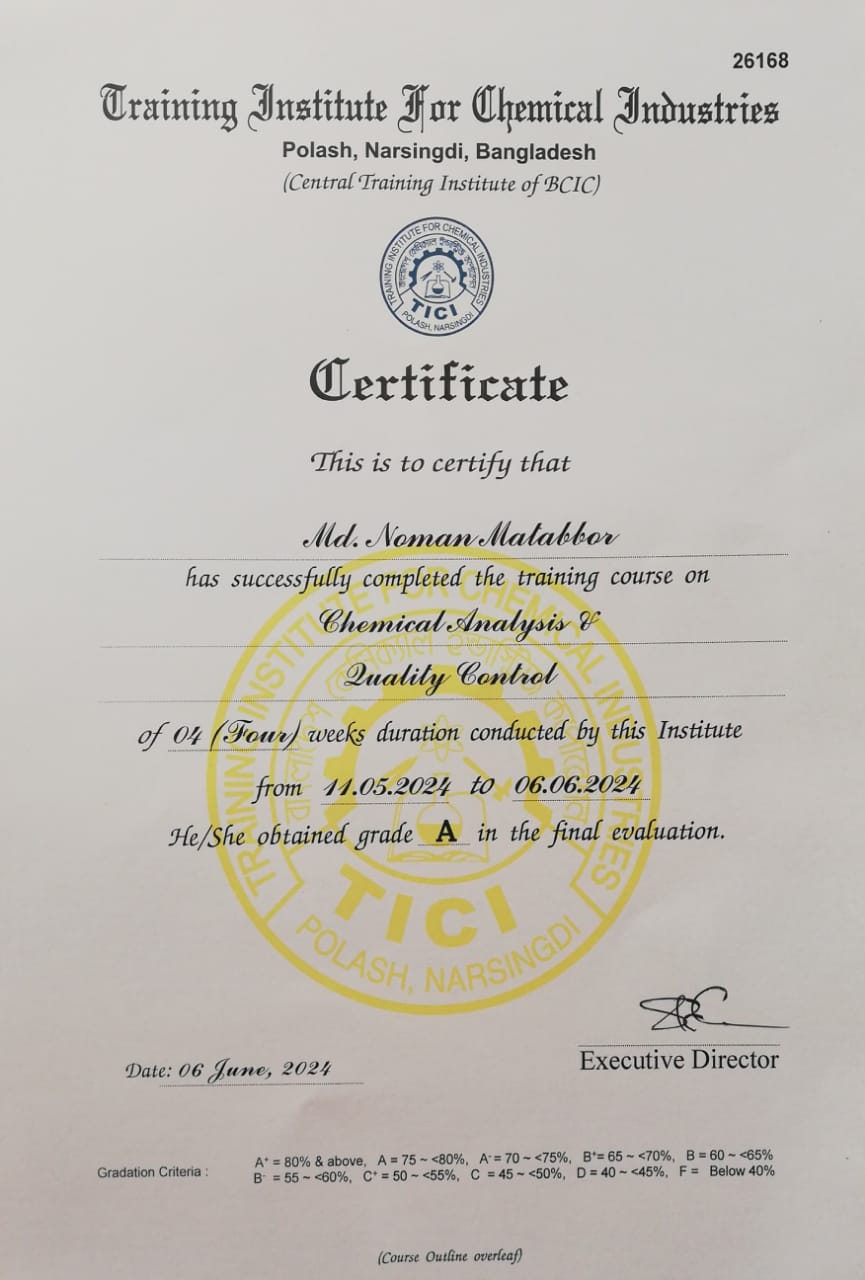 26168
Training Institute For Chemical Industries
Polash, Narsingdi, Bangladesh
(Central Training Institute of BCIC)
TRAINING INSTITUTE FOR CHEMICAL INDUSTRIES
TICI
POLASH, NARSINGDI
Certificate
This is to certify that
Md. Noman Matabbor
has successfully completed the training course on
Chemical Analysis &
Quality Control
of 04 (Four) weeks duration conducted by this Institute
from 11.05.2024 to 06.06.2024
He/She obtained grade A in the final evaluation.
TRAINING INSTITUTE FOR CHEMICAL INDUSTRIES
TICI
POLASH, NARSINGDI
Executive Director
Date: 06 June, 2024
Gradation Criteria :
A⁺ = 80% & above, A = 75 ~ <80%, A⁻ = 70 ~ <75%, B⁺= 65 ~ <70%, B = 60 ~ <65%
B⁻ = 55 ~ <60%, C⁺ = 50 ~ <55%, C = 45 ~ <50%, D = 40 ~ <45%, F = Below 40%
(Course Outline overleaf)